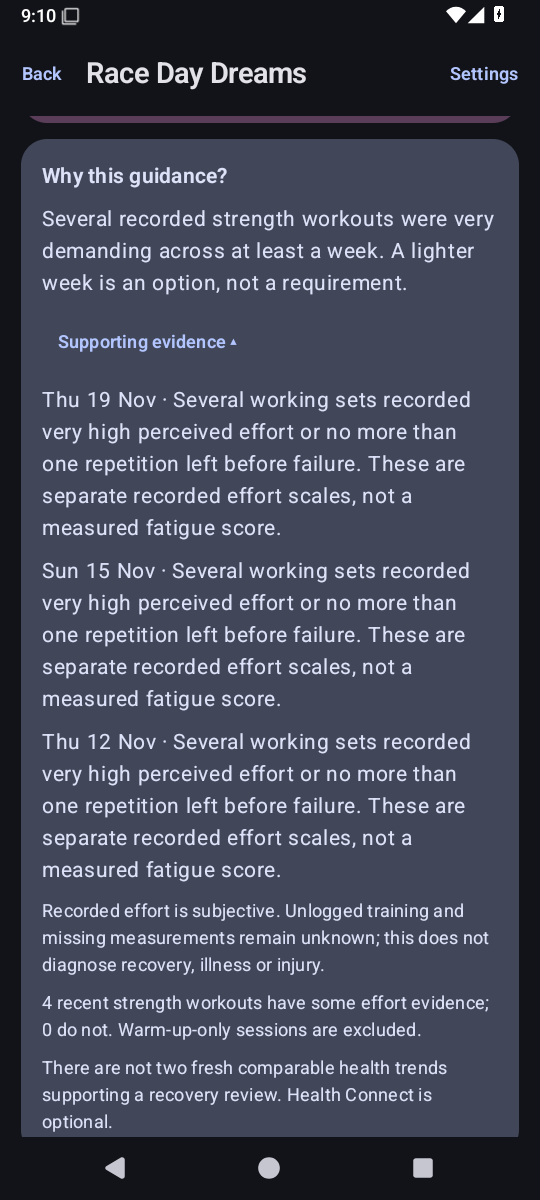 9:10
Back Race Day Dreams Settings
Why this guidance?
Several recorded strength workouts were very
demanding across at least a week. A lighter
week is an option, not a requirement.
Supporting evidence ▴
Thu 19 Nov · Several working sets recorded
very high perceived effort or no more than
one repetition left before failure. These are
separate recorded effort scales, not a
measured fatigue score.
Sun 15 Nov · Several working sets recorded
very high perceived effort or no more than
one repetition left before failure. These are
separate recorded effort scales, not a
measured fatigue score.
Thu 12 Nov · Several working sets recorded
very high perceived effort or no more than
one repetition left before failure. These are
separate recorded effort scales, not a
measured fatigue score.
Recorded effort is subjective. Unlogged training and
missing measurements remain unknown; this does not
diagnose recovery, illness or injury.
4 recent strength workouts have some effort evidence;
0 do not. Warm-up-only sessions are excluded.
There are not two fresh comparable health trends
supporting a recovery review. Health Connect is
optional.